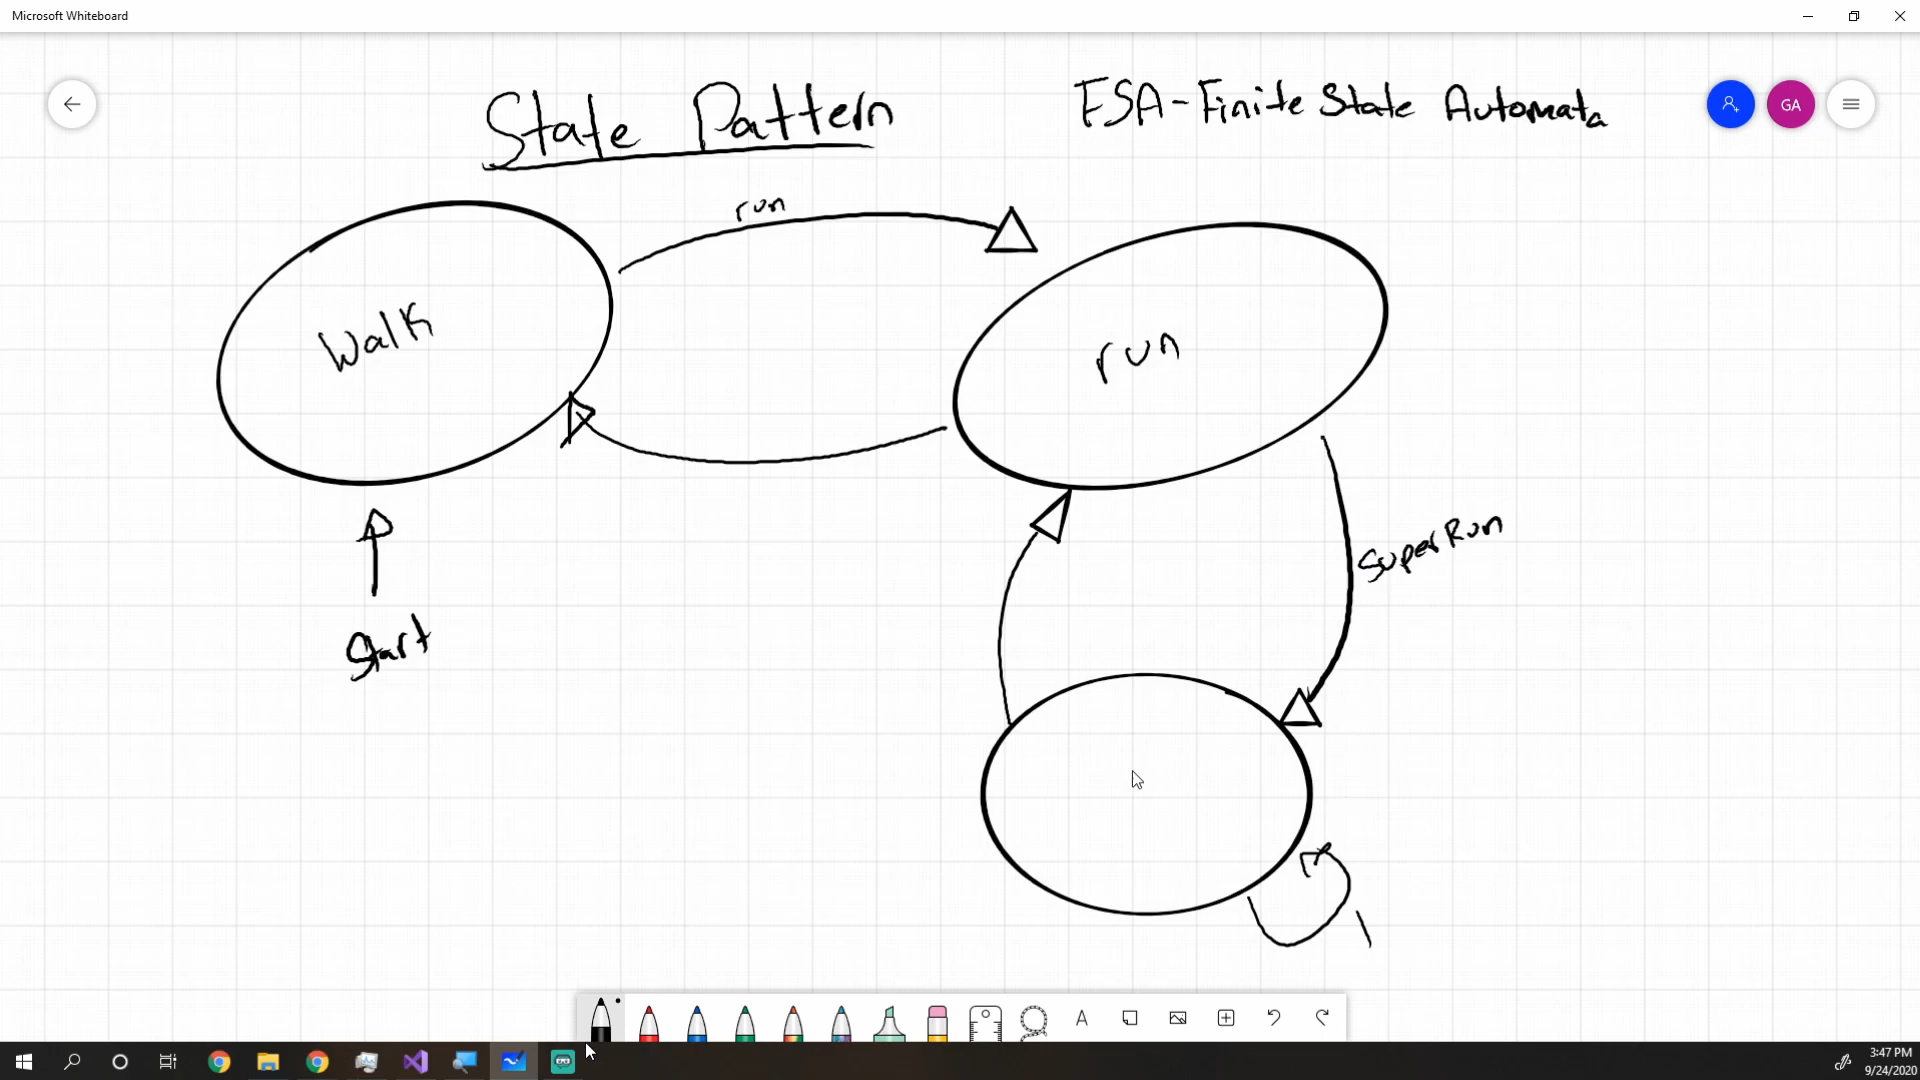 Microsoft Whiteboard
State Pattern
FSA - Finite State Automata
GA
run
Walk
run
SuperRun
Start
A
3:47 PM
9/24/2020